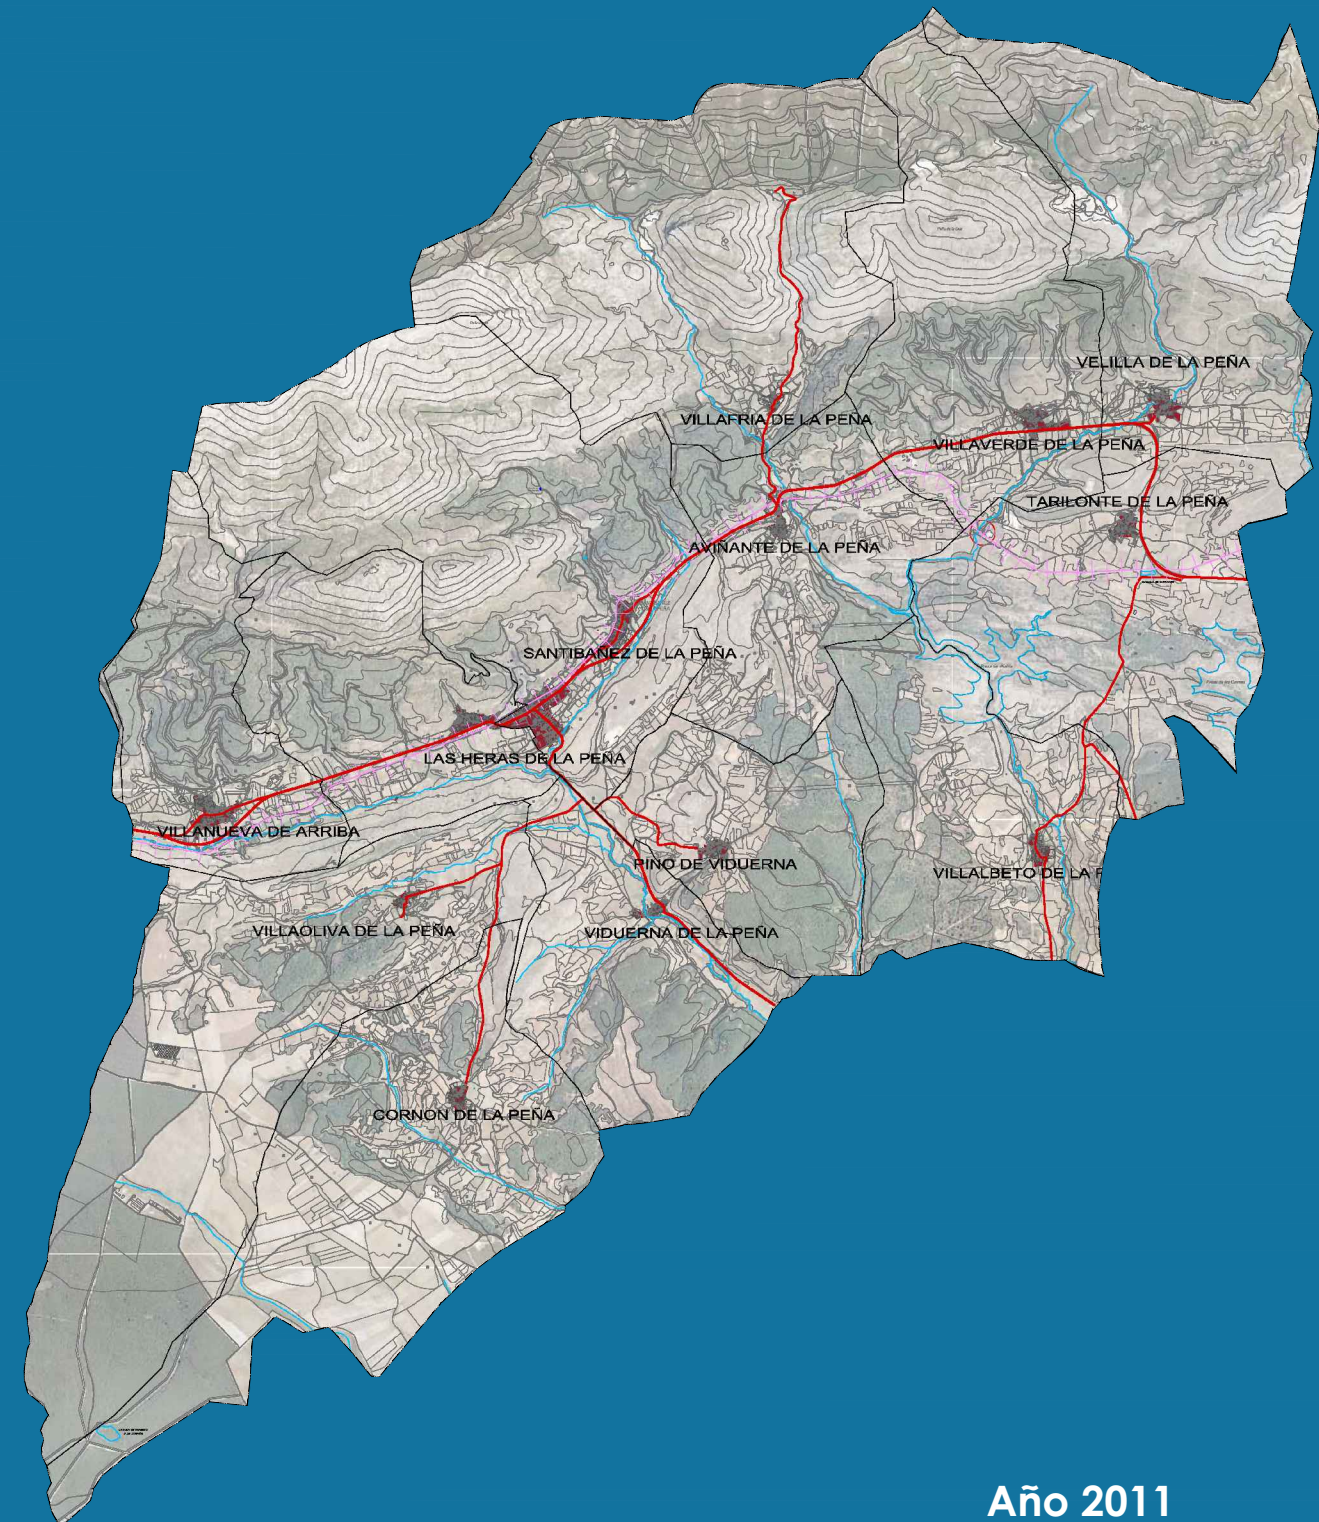 VELILLA DE LA PEÑA
VILLAFRIA DE LA PEÑA
VILLAVERDE DE LA PEÑA
TARILONTE DE LA PEÑA
AVIÑANTE DE LA PEÑA
SANTIBAÑEZ DE LA PEÑA
LAS HERAS DE LA PEÑA
VILLANUEVA DE ARRIBA
PINO DE VIDUERNA
VILLALBETO DE LA P
VILLAOLIVA DE LA PEÑA
VIDUERNA DE LA PEÑA
CORNON DE LA PEÑA
Año 2011